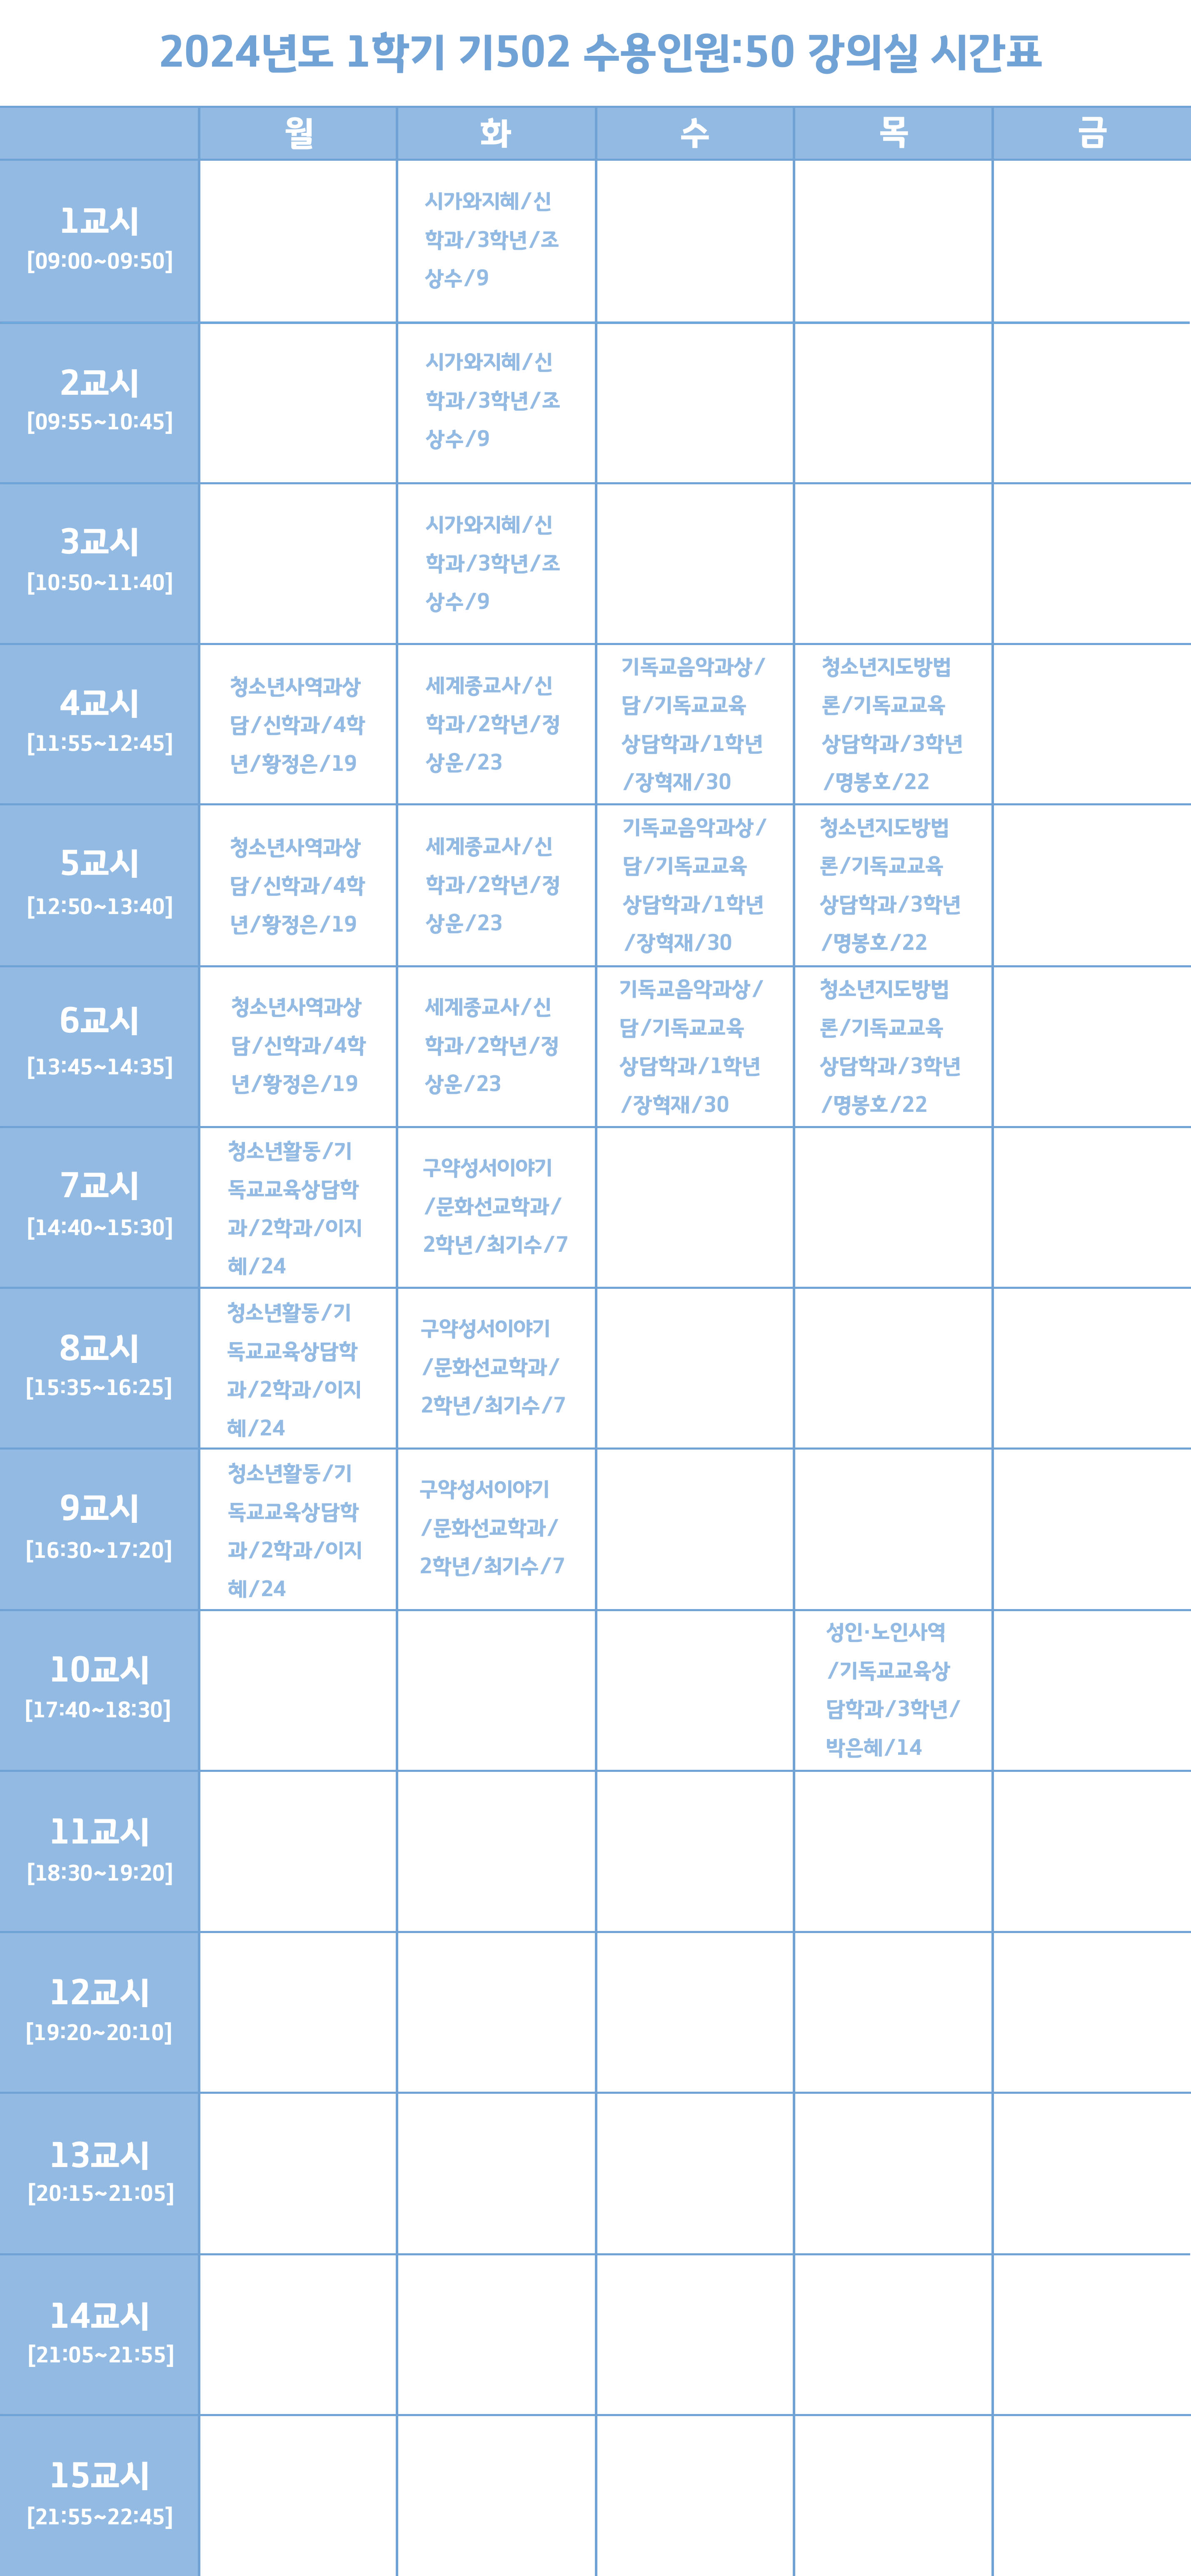 2024년도 1학기 기502 수용인원:50 강의실 시간표
월 화 수 목 금
1교시
[09:00~09:50]
시가와지혜/신
학과/3학년/조
상수/9
2교시
[09:55~10:45]
시가와지혜/신
학과/3학년/조
상수/9
3교시
[10:50~11:40]
시가와지혜/신
학과/3학년/조
상수/9
4교시
[11:55~12:45]
청소년사역과상
담/신학과/4학
년/황정은/19
세계종교사/신
학과/2학년/정
상운/23
기독교음악과상/
담/기독교교육
상담학과/1학년
/장혁재/30
청소년지도방법
론/기독교교육
상담학과/3학년
/명봉호/22
5교시
[12:50~13:40]
청소년사역과상
담/신학과/4학
년/황정은/19
세계종교사/신
학과/2학년/정
상운/23
기독교음악과상/
담/기독교교육
상담학과/1학년
/장혁재/30
청소년지도방법
론/기독교교육
상담학과/3학년
/명봉호/22
6교시
[13:45~14:35]
청소년사역과상
담/신학과/4학
년/황정은/19
세계종교사/신
학과/2학년/정
상운/23
기독교음악과상/
담/기독교교육
상담학과/1학년
/장혁재/30
청소년지도방법
론/기독교교육
상담학과/3학년
/명봉호/22
7교시
[14:40~15:30]
청소년활동/기
독교교육상담학
과/2학과/이지
혜/24
구약성서이야기
/문화선교학과/
2학년/최기수/7
8교시
[15:35~16:25]
청소년활동/기
독교교육상담학
과/2학과/이지
혜/24
구약성서이야기
/문화선교학과/
2학년/최기수/7
9교시
[16:30~17:20]
청소년활동/기
독교교육상담학
과/2학과/이지
혜/24
구약성서이야기
/문화선교학과/
2학년/최기수/7
10교시
[17:40~18:30]
성인·노인사역
/기독교교육상
담학과/3학년/
박은혜/14
11교시
[18:30~19:20]
12교시
[19:20~20:10]
13교시
[20:15~21:05]
14교시
[21:05~21:55]
15교시
[21:55~22:45]